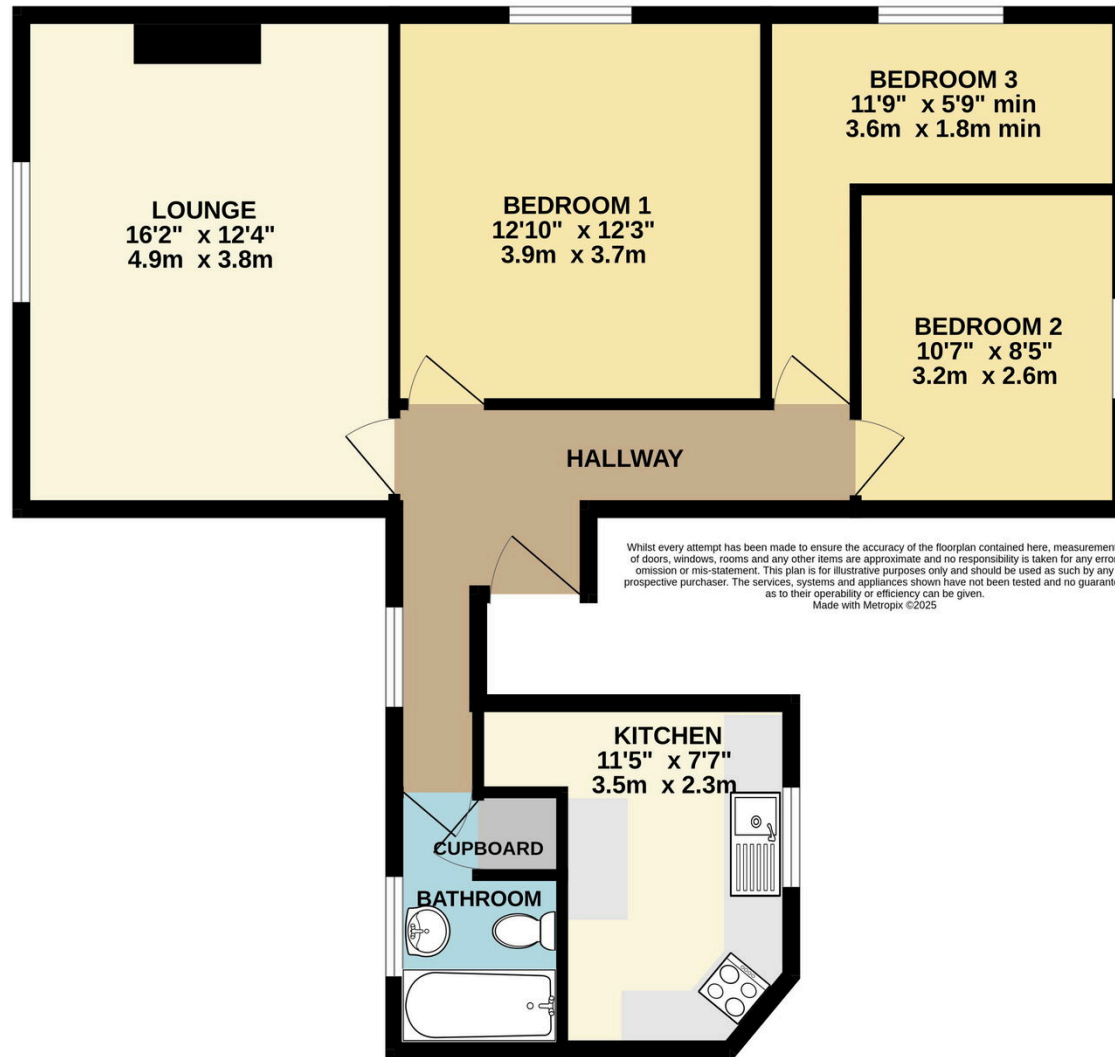 LOUNGE
16'2" x 12'4"
4.9m x 3.8m
BEDROOM 1
12'10" x 12'3"
3.9m x 3.7m
BEDROOM 3
11'9" x 5'9" min
3.6m x 1.8m min
BEDROOM 2
10'7" x 8'5"
3.2m x 2.6m
HALLWAY
Whilst every attempt has been made to ensure the accuracy of the floorplan contained here, measurement
of doors, windows, rooms and any other items are approximate and no responsibility is taken for any error
omission or mis-statement. This plan is for illustrative purposes only and should be used as such by any
prospective purchaser. The services, systems and appliances shown have not been tested and no guarante
as to their operability or efficiency can be given.
Made with Metropix ©2025
KITCHEN
11'5" x 7'7"
3.5m x 2.3m
CUPBOARD
BATHROOM